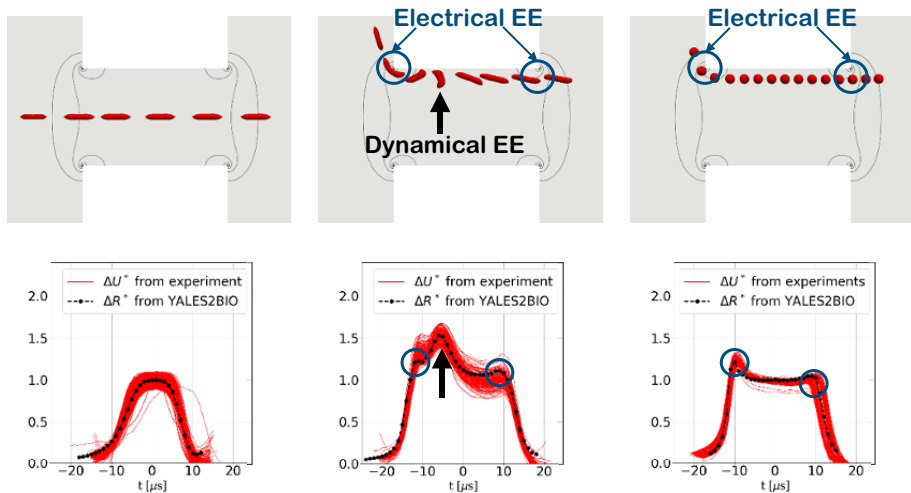 Electrical EE
Electrical EE
Dynamical EE
ΔU* from experiment
ΔR* from YALES2BIO
2.0
1.5
1.0
0.5
0.0
−20 −10 0 10 20
t [μs]
ΔU* from experiment
ΔR* from YALES2BIO
2.0
1.5
1.0
0.5
0.0
−20 −10 0 10 20
t [μs]
ΔU* from experiments
ΔR* from YALES2BIO
2.0
1.5
1.0
0.5
0.0
−20 −10 0 10 20
t [μs]